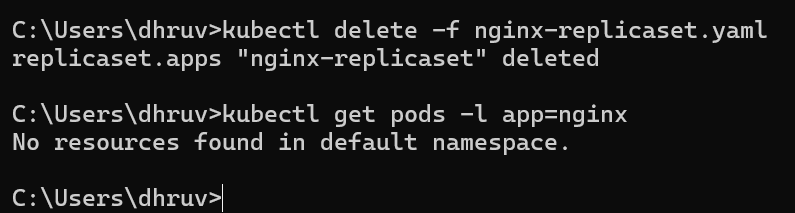 C:\Users\dhruv>kubectl delete -f nginx-replicaset.yaml
replicaset.apps "nginx-replicaset" deleted
C:\Users\dhruv>kubectl get pods -l app=nginx
No resources found in default namespace.
C:\Users\dhruv>